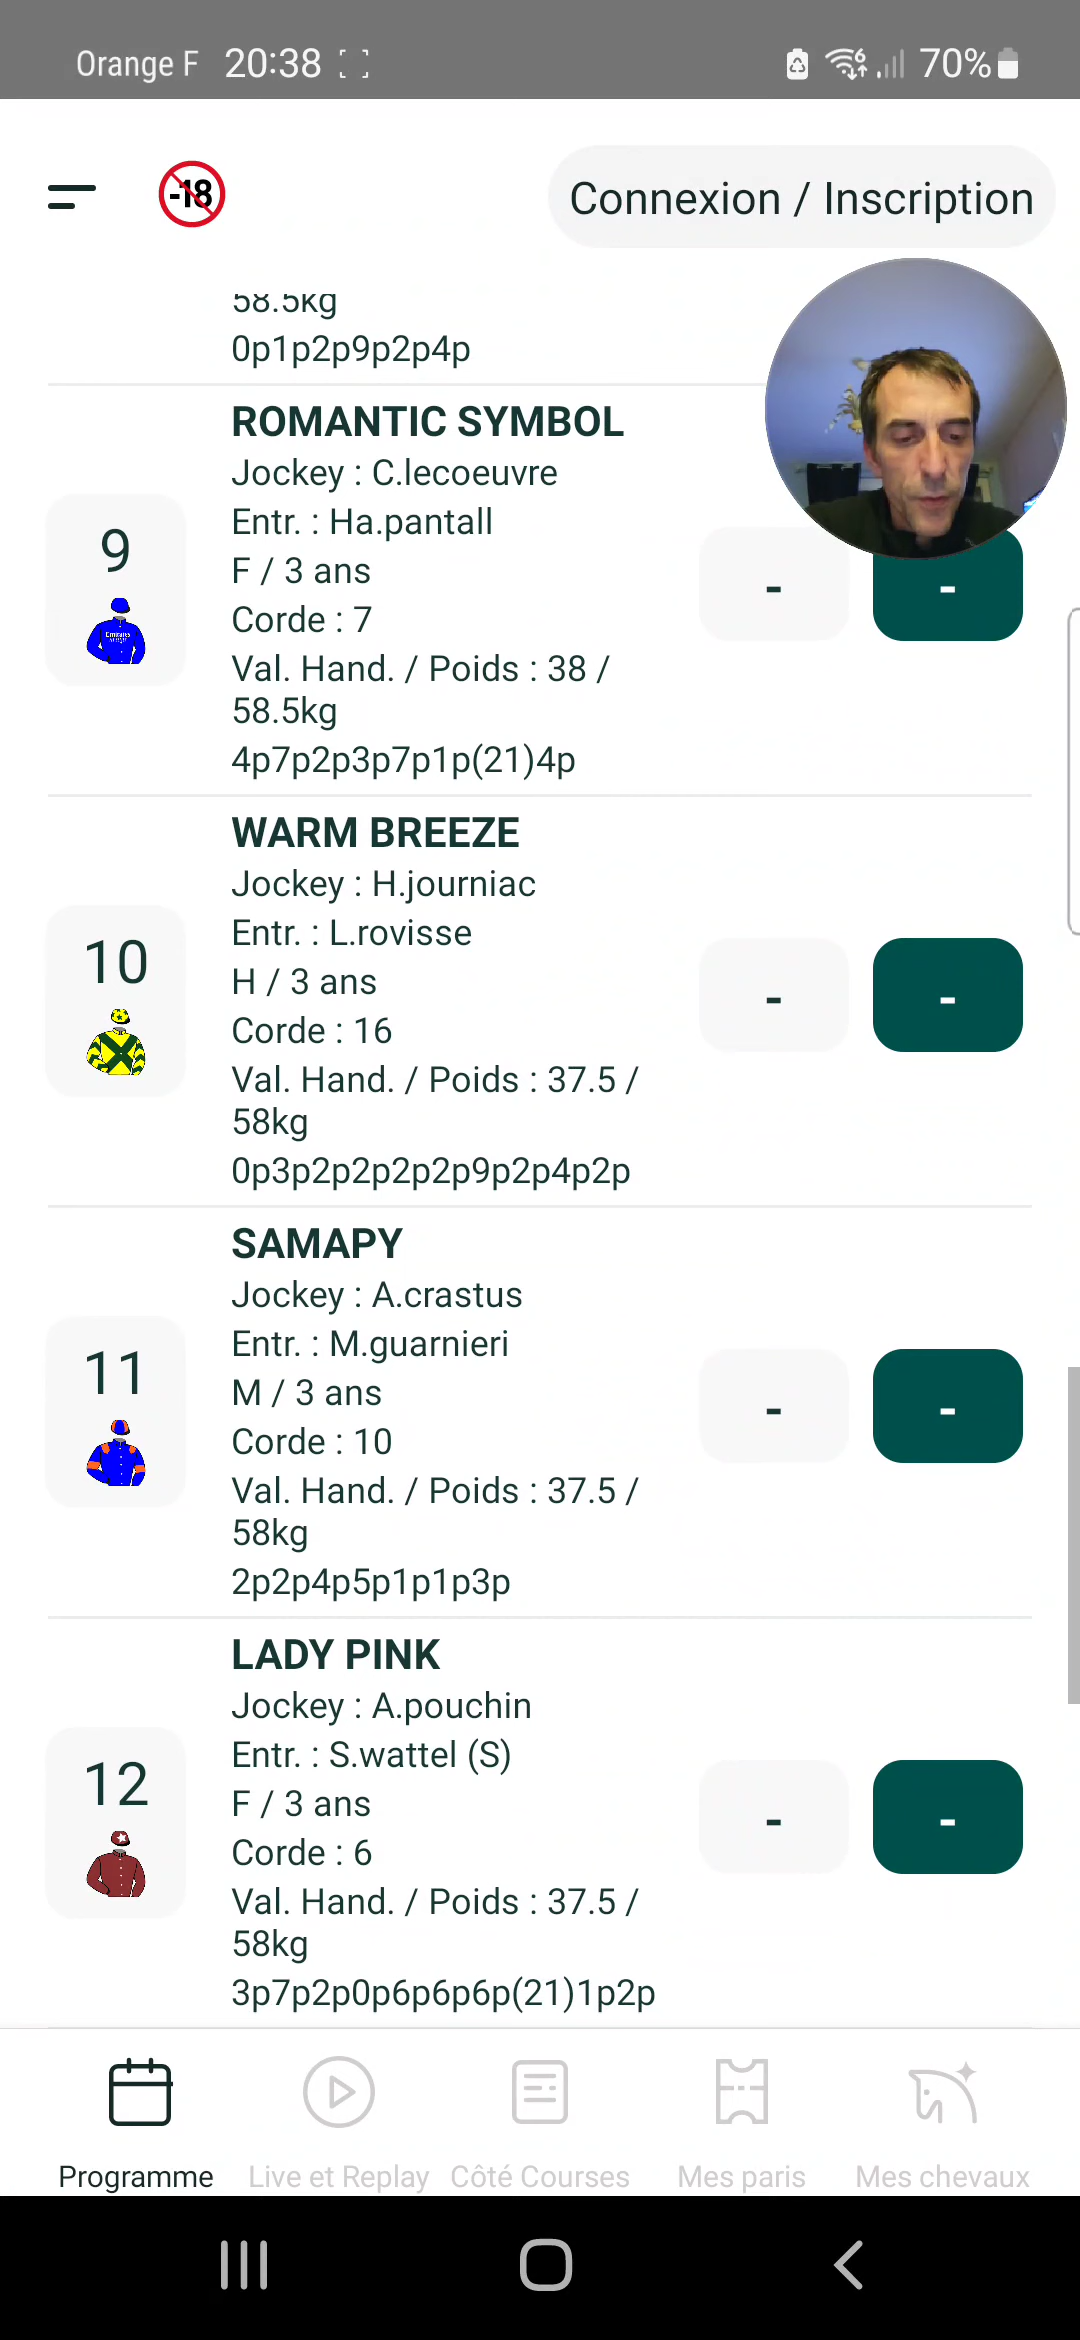 Orange F 20:38 70%
-18
Connexion / Inscription
58.5kg
0p1p2p9p2p4p
ROMANTIC SYMBOL
Jockey : C.lecoeuvre
Entr. : Ha.pantall
9
F / 3 ans
Corde : 7
- -
Val. Hand. / Poids : 38 /
58.5kg
4p7p2p3p7p1p(21)4p
WARM BREEZE
Jockey : H.journiac
Entr. : L.rovisse
10
H / 3 ans
Corde : 16
- -
Val. Hand. / Poids : 37.5 /
58kg
0p3p2p2p2p2p9p2p4p2p
SAMAPY
Jockey : A.crastus
Entr. : M.guarnieri
11
M / 3 ans
Corde : 10
- -
Val. Hand. / Poids : 37.5 /
58kg
2p2p4p5p1p1p3p
LADY PINK
Jockey : A.pouchin
Entr. : S.wattel (S)
12
F / 3 ans
Corde : 6
- -
Val. Hand. / Poids : 37.5 /
58kg
3p7p2p0p6p6p6p(21)1p2p
Programme Live et Replay Côté Courses Mes paris Mes chevaux